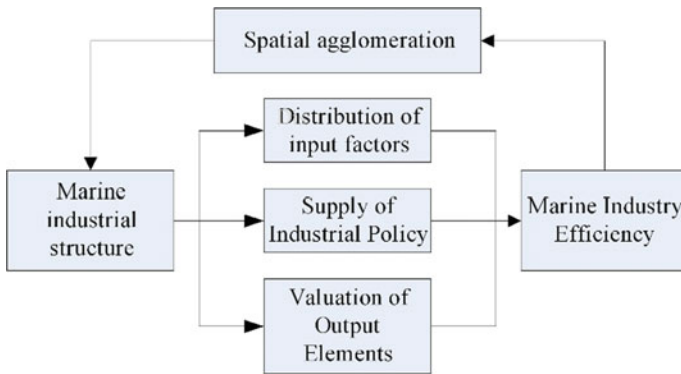 Spatial agglomeration
Distribution of
input factors
Marine
industrial
structure
Supply of
Industrial Policy
Marine Industry
Efficiency
Valuation of
Output
Elements